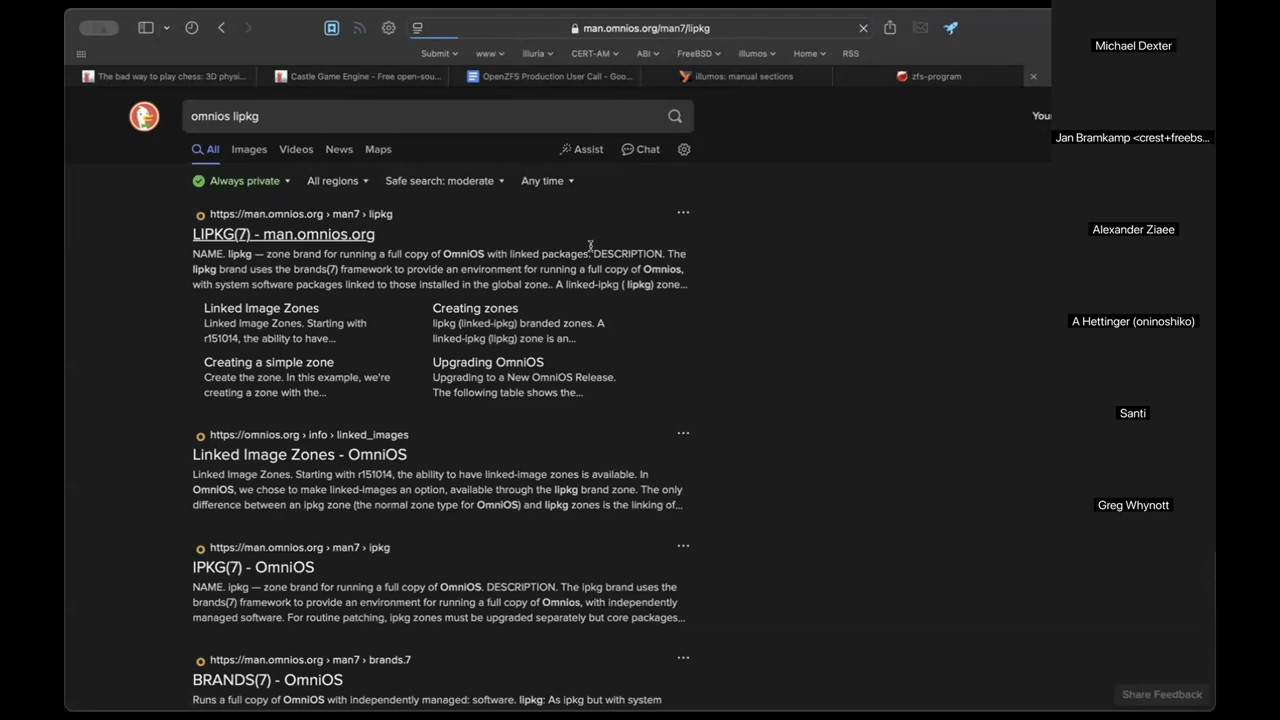 man.omnios.org/man7/lipkg
Submit
www
illuria
CERT-AM
ABI
FreeBSD
illumos
Home
RSS
The bad way to play chess: 3D physi...
Castle Game Engine - Free open-sou...
OpenZFS Production User Call - Goo...
illumos: manual sections
zfs-program
omnios lipkg
You
All
Images
Videos
News
Maps
Assist
Chat
Always private
All regions
Safe search: moderate
Any time
https://man.omnios.org › man7 › lipkg
LIPKG(7) - man.omnios.org
NAME. lipkg — zone brand for running a full copy of OmniOS with linked packages. DESCRIPTION. The
lipkg brand uses the brands(7) framework to provide an environment for running a full copy of Omnios,
with system software packages linked to those installed in the global zone.. A linked-ipkg ( lipkg) zone...
Linked Image Zones
Linked Image Zones. Starting with
r151014, the ability to have...
Creating zones
lipkg (linked-ipkg) branded zones. A
linked-ipkg (lipkg) zone is an...
Creating a simple zone
Create the zone. In this example, we're
creating a zone with the...
Upgrading OmniOS
Upgrading to a New OmniOS Release.
The following table shows the...
https://omnios.org › info › linked_images
Linked Image Zones - OmniOS
Linked Image Zones. Starting with r151014, the ability to have linked-image zones is available. In
OmniOS, we chose to make linked-images an option, available through the lipkg brand zone. The only
difference between an ipkg zone (the normal zone type for OmniOS) and lipkg zones is the linking of...
https://man.omnios.org › man7 › ipkg
IPKG(7) - OmniOS
NAME. ipkg — zone brand for running a full copy of OmniOS. DESCRIPTION. The ipkg brand uses the
brands(7) framework to provide an environment for running a full copy of Omnios, with independently
managed software. For routine patching, ipkg zones must be upgraded separately but core packages...
https://man.omnios.org › man7 › brands.7
BRANDS(7) - OmniOS
Runs a full copy of OmniOS with independently managed: software. lipkg: As ipkg but with system
Michael Dexter
Jan Bramkamp <crest+freebs...
Alexander Ziaee
A Hettinger (oninoshiko)
Santi
Greg Whynott
Share Feedback